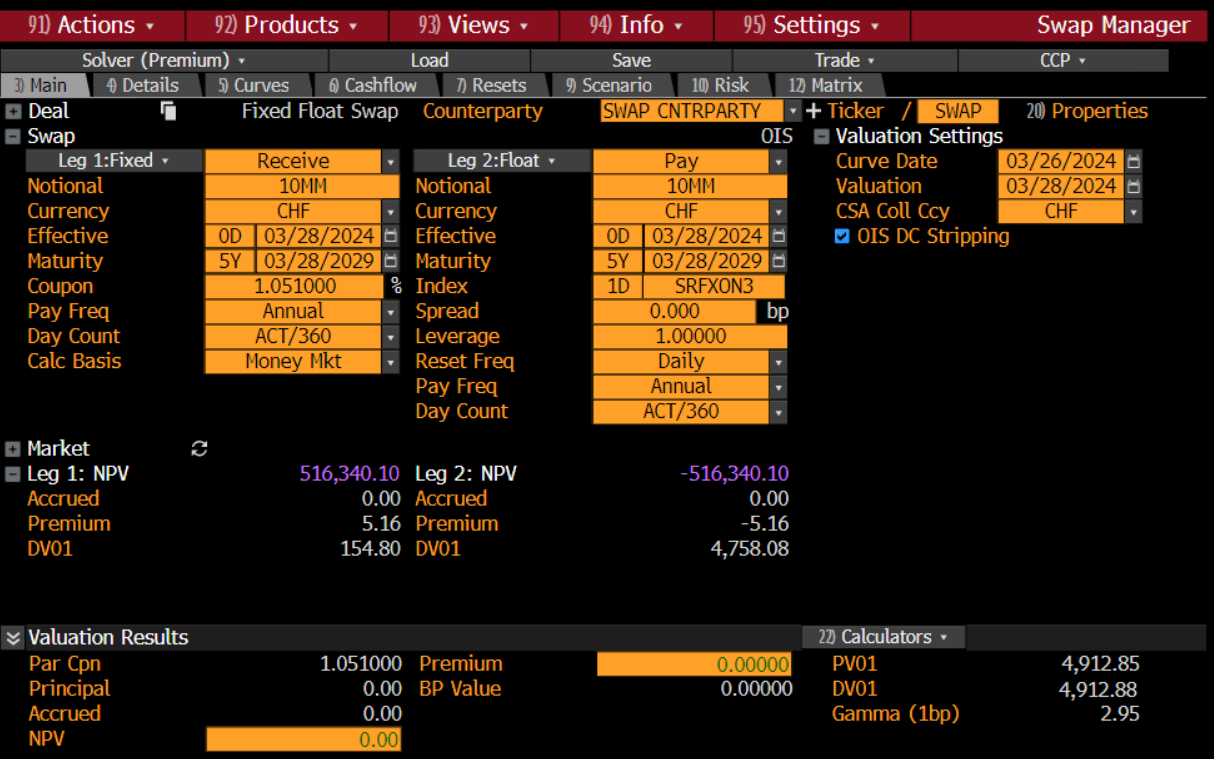 91) Actions 92) Products 93) Views 94) Info 95) Settings Swap Manager
Solver (Premium) Load Save Trade CCP
3) Main 4) Details 5) Curves 6) Cashflow 7) Resets 9) Scenario 10) Risk 12) Matrix
Deal Fixed Float Swap Counterparty SWAP CNTRPARTY Ticker / SWAP 20) Properties
Swap OIS Valuation Settings
Leg 1:Fixed Receive Leg 2:Float Pay Curve Date 03/26/2024
Notional 10MM Notional 10MM Valuation 03/28/2024
Currency CHF Currency CHF CSA Coll Ccy CHF
Effective 0D 03/28/2024 Effective 0D 03/28/2024 OIS DC Stripping
Maturity 5Y 03/28/2029 Maturity 5Y 03/28/2029
Coupon 1.051000 % Index 1D SRFXON3
Pay Freq Annual Spread 0.000 bp
Day Count ACT/360 Leverage 1.00000
Calc Basis Money Mkt Reset Freq Daily
Pay Freq Annual
Day Count ACT/360
Market
Leg 1: NPV 516,340.10 Leg 2: NPV -516,340.10
Accrued 0.00 Accrued 0.00
Premium 5.16 Premium -5.16
DV01 154.80 DV01 4,758.08
Valuation Results 22) Calculators
Par Cpn 1.051000 Premium 0.00000 PV01 4,912.85
Principal 0.00 BP Value 0.00000 DV01 4,912.88
Accrued 0.00 Gamma (1bp) 2.95
NPV 0.00